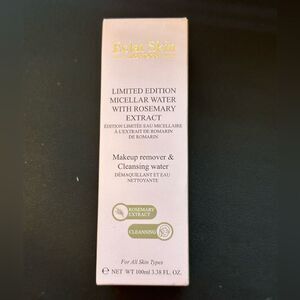 Eclat Skin
LIMITED EDITION
MICELLAR WATER
WITH ROSEMARY
EXTRACT
ÉDITION LIMITÉE EAU MICELLAIRE
À L'EXTRAIT DE ROMARIN
DE ROMARIN
Makeup remover &
Cleansing water
DÉMAQUILLANT ET EAU
NETTOYANTE
ROSEMARY
EXTRACT
CLEANSING
For All Skin Types
℮ NET WT 100ml 3.38 FL. OZ.